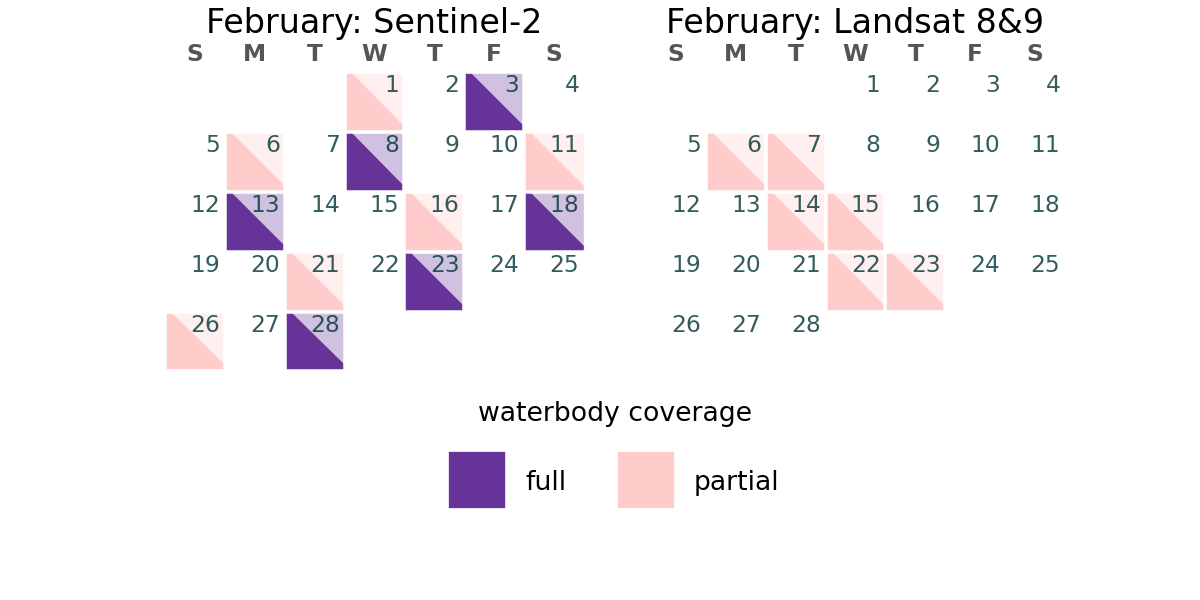 February: Sentinel-2
S M T W T F S
1 2 3 4
5 6 7 8 9 10 11
12 13 14 15 16 17 18
19 20 21 22 23 24 25
26 27 28
February: Landsat 8&9
S M T W T F S
1 2 3 4
5 6 7 8 9 10 11
12 13 14 15 16 17 18
19 20 21 22 23 24 25
26 27 28
waterbody coverage
full partial